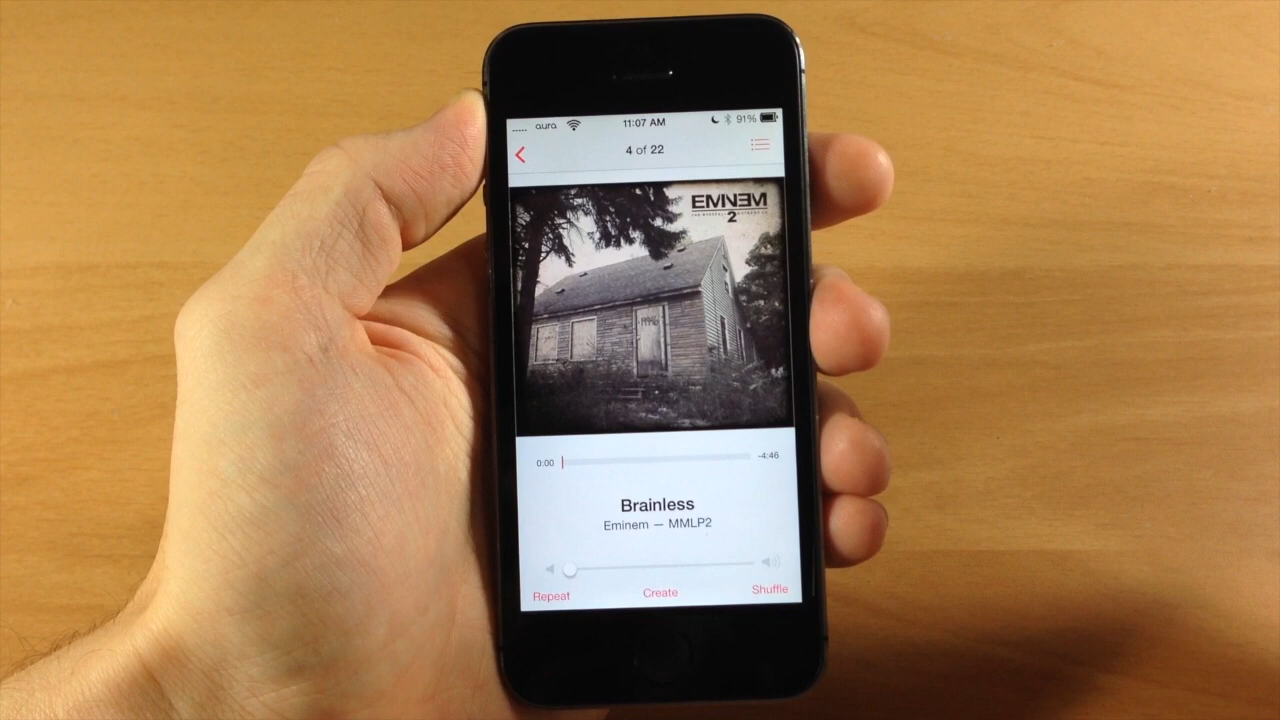 aura 11:07 AM 91%
4 of 22
EMINƎM
2
0:00 -4:46
Brainless
Eminem — MMLP2
Repeat Create Shuffle